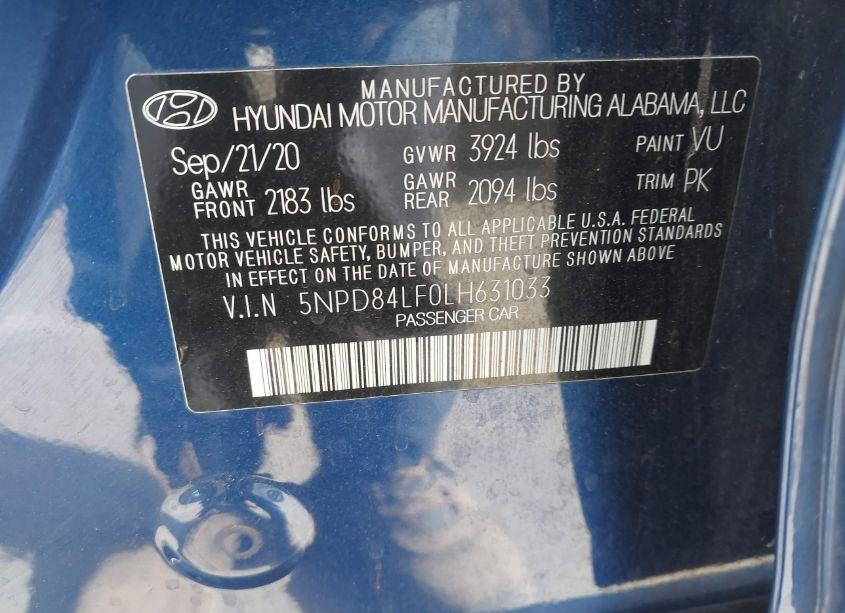 MANUFACTURED BY
HYUNDAI MOTOR MANUFACTURING ALABAMA, LLC
Sep/21/20 GVWR 3924 lbs PAINT VU
GAWR FRONT 2183 lbs GAWR REAR 2094 lbs TRIM PK
THIS VEHICLE CONFORMS TO ALL APPLICABLE U.S.A. FEDERAL
MOTOR VEHICLE SAFETY, BUMPER, AND THEFT PREVENTION STANDARDS
IN EFFECT ON THE DATE OF MANUFACTURE SHOWN ABOVE
V.I.N 5NPD84LF0LH631033
PASSENGER CAR